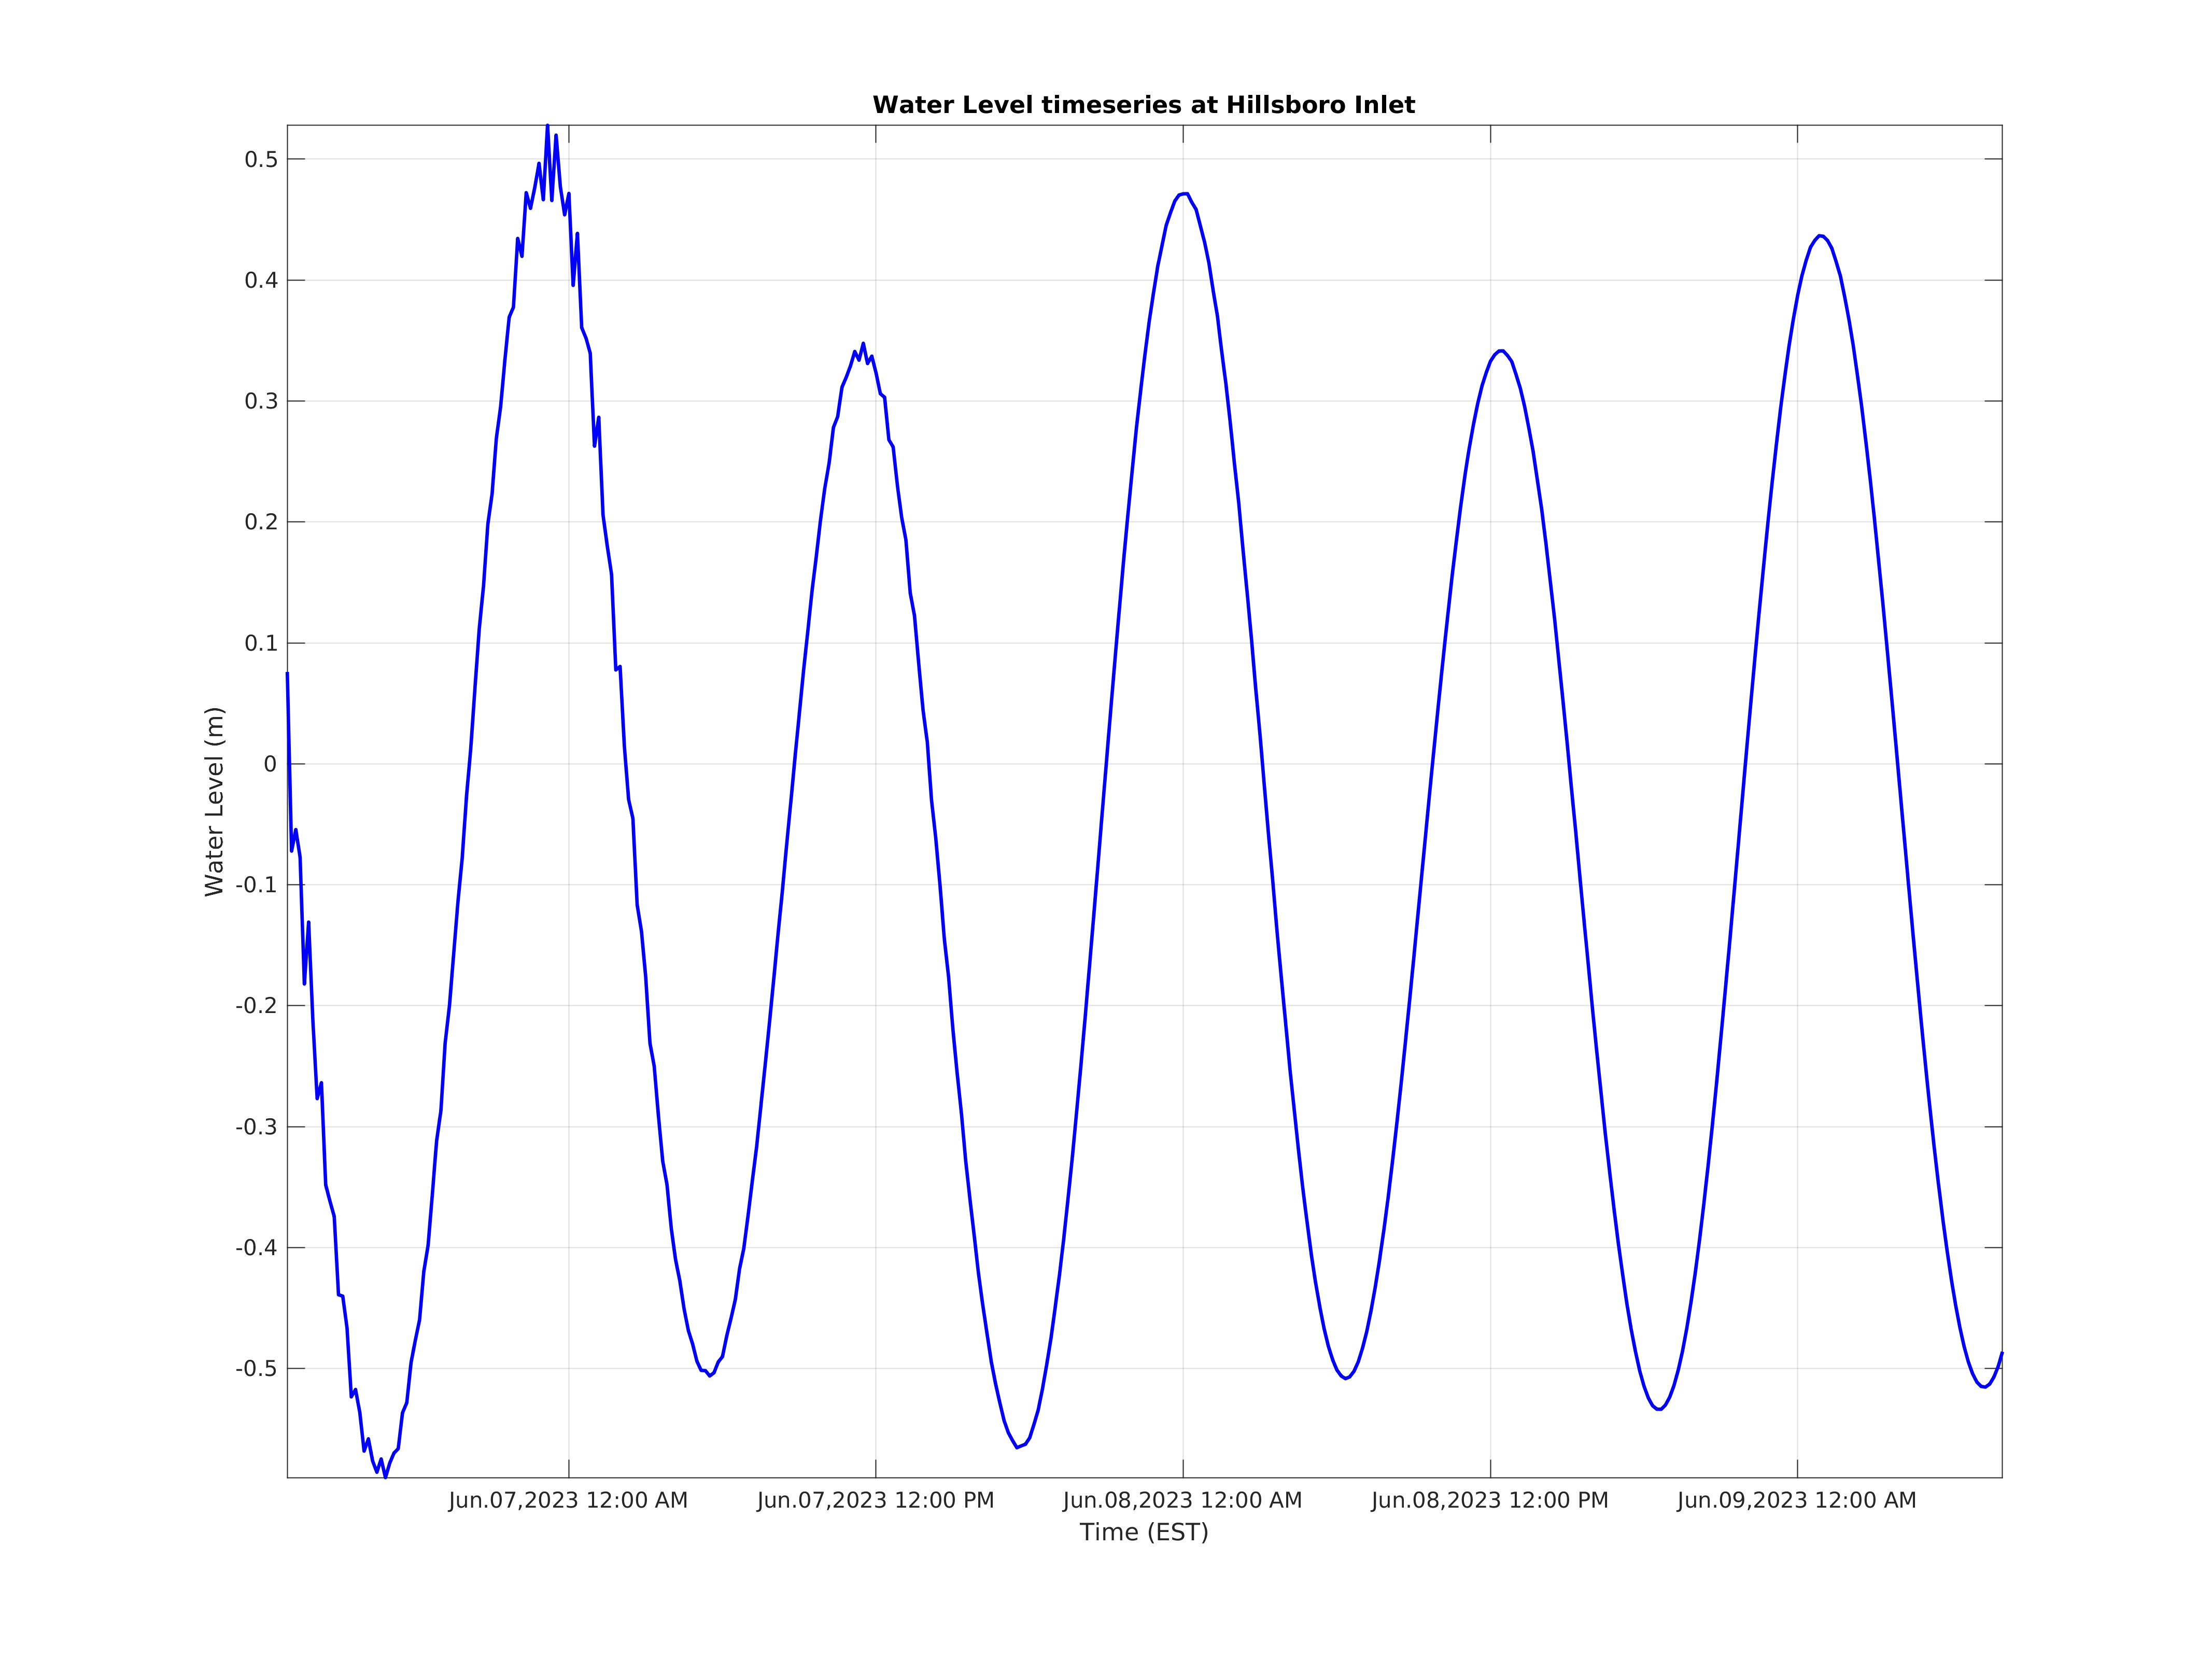 Water Level timeseries at Hillsboro Inlet
0.5
0.4
0.3
0.2
0.1
0
-0.1
-0.2
-0.3
-0.4
-0.5
Water Level (m)
Jun.07,2023 12:00 AM
Jun.07,2023 12:00 PM
Jun.08,2023 12:00 AM
Jun.08,2023 12:00 PM
Jun.09,2023 12:00 AM
Time (EST)